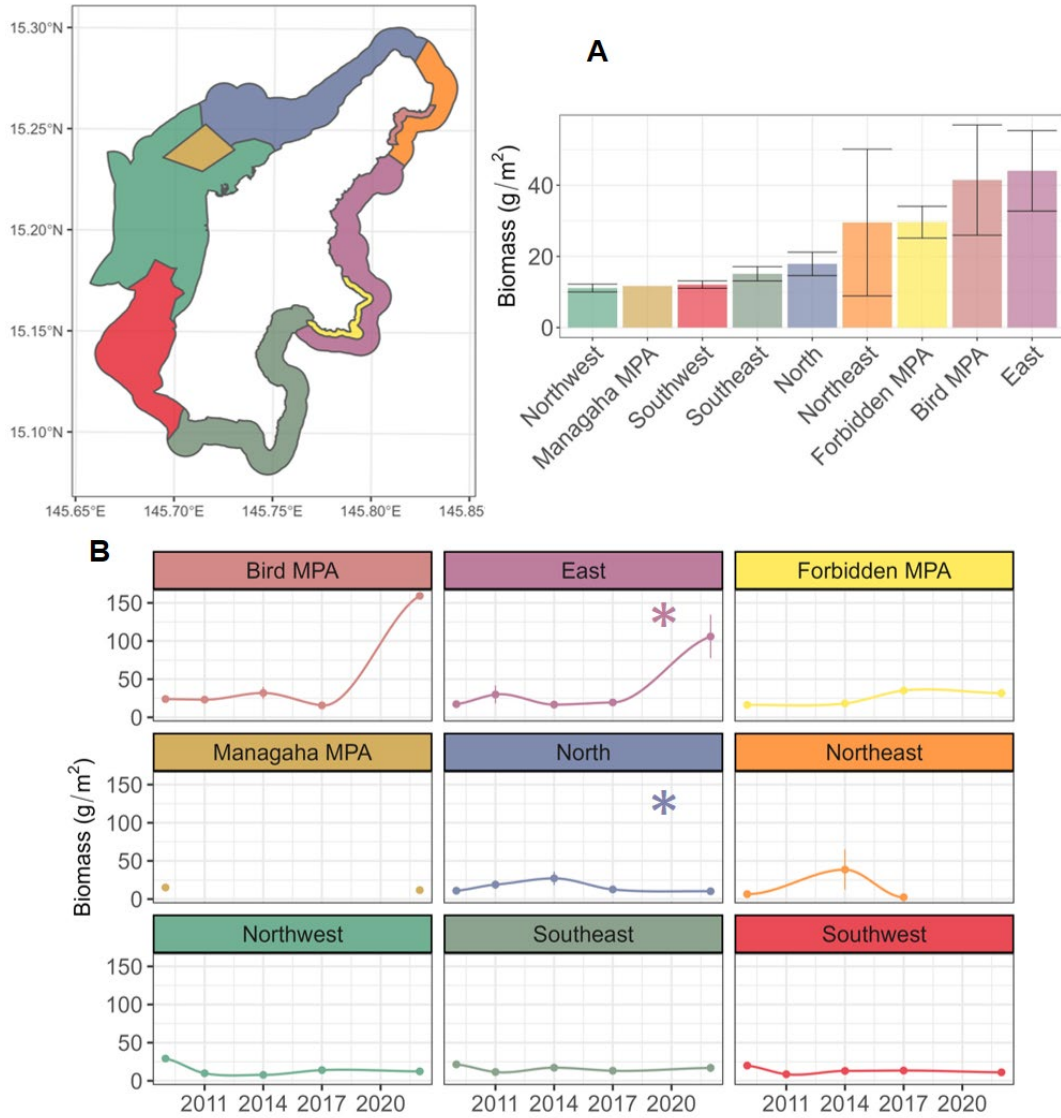 15.30°N
15.25°N
15.20°N
15.15°N
15.10°N
145.65°E 145.70°E 145.75°E 145.80°E 145.85
A
Biomass (g/m²)
40
20
0
Northwest
Managaha MPA
Southwest
Southeast
North
Northeast
Forbidden MPA
Bird MPA
East
B
Bird MPA East Forbidden MPA
*
150
100
50
0
Managaha MPA North Northeast
*
Biomass (g/m²)
150
100
50
0
Northwest Southeast Southwest
150
100
50
0
2011 2014 2017 2020 2011 2014 2017 2020 2011 2014 2017 2020